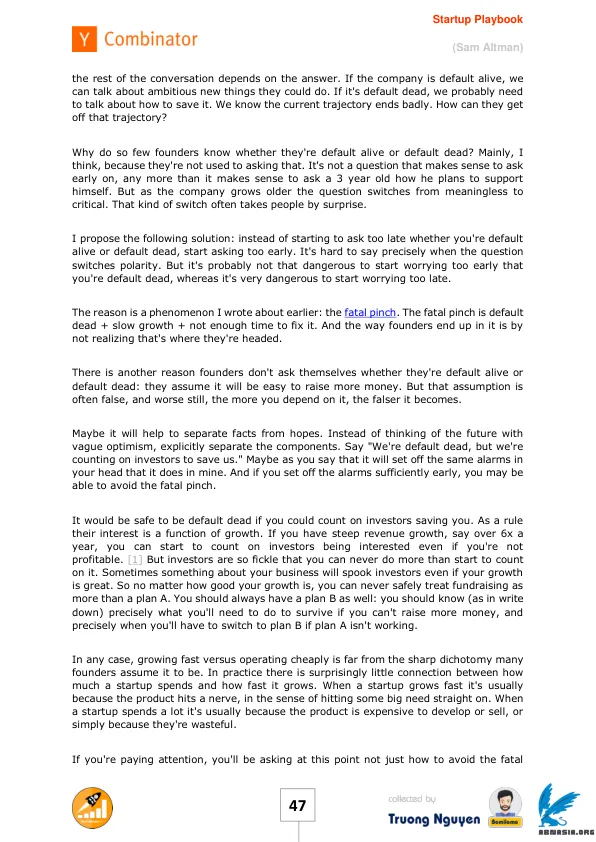 Startup Playbook
Y Combinator
(Sam Altman)
the rest of the conversation depends on the answer. If the company is default alive, we
can talk about ambitious new things they could do. If it's default dead, we probably need
to talk about how to save it. We know the current trajectory ends badly. How can they get
off that trajectory?
Why do so few founders know whether they're default alive or default dead? Mainly, I
think, because they're not used to asking that. It's not a question that makes sense to ask
early on, any more than it makes sense to ask a 3 year old how he plans to support
himself. But as the company grows older the question switches from meaningless to
critical. That kind of switch often takes people by surprise.
I propose the following solution: instead of starting to ask too late whether you're default
alive or default dead, start asking too early. It's hard to say precisely when the question
switches polarity. But it's probably not that dangerous to start worrying too early that
you're default dead, whereas it's very dangerous to start worrying too late.
The reason is a phenomenon I wrote about earlier: the fatal pinch. The fatal pinch is default
dead + slow growth + not enough time to fix it. And the way founders end up in it is by
not realizing that's where they're headed.
There is another reason founders don't ask themselves whether they're default alive or
default dead: they assume it will be easy to raise more money. But that assumption is
often false, and worse still, the more you depend on it, the falser it becomes.
Maybe it will help to separate facts from hopes. Instead of thinking of the future with
vague optimism, explicitly separate the components. Say "We're default dead, but we're
counting on investors to save us." Maybe as you say that it will set off the same alarms in
your head that it does in mine. And if you set off the alarms sufficiently early, you may be
able to avoid the fatal pinch.
It would be safe to be default dead if you could count on investors saving you. As a rule
their interest is a function of growth. If you have steep revenue growth, say over 6x a
year, you can start to count on investors being interested even if you're not
profitable. [1] But investors are so fickle that you can never do more than start to count
on it. Sometimes something about your business will spook investors even if your growth
is great. So no matter how good your growth is, you can never safely treat fundraising as
more than a plan A. You should always have a plan B as well: you should know (as in write
down) precisely what you'll need to do to survive if you can't raise more money, and
precisely when you'll have to switch to plan B if plan A isn't working.
In any case, growing fast versus operating cheaply is far from the sharp dichotomy many
founders assume it to be. In practice there is surprisingly little connection between how
much a startup spends and how fast it grows. When a startup grows fast it's usually
because the product hits a nerve, in the sense of hitting some big need straight on. When
a startup spends a lot it's usually because the product is expensive to develop or sell, or
simply because they're wasteful.
If you're paying attention, you'll be asking at this point not just how to avoid the fatal
47
collected by
Truong Nguyen
ABNASIA.ORG